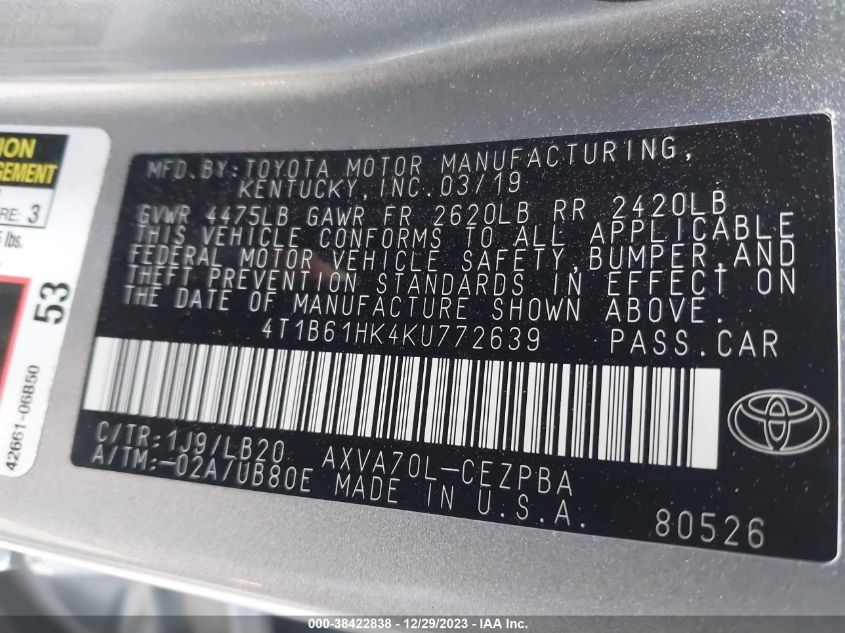 MFD.BY:TOYOTA MOTOR MANUFACTURING,
KENTUCKY,INC.03/19
GVWR 4475LB GAWR FR 2620LB RR 2420LB
THIS VEHICLE CONFORMS TO ALL APPLICABLE
FEDERAL MOTOR VEHICLE SAFETY,BUMPER,AND
THEFT PREVENTION STANDARDS IN EFFECT ON
THE DATE OF MANUFACTURE SHOWN ABOVE.
4T1B61HK4KU772639 PASS.CAR
C/TR:1J9/LB20 AXVA70L-CEZPBA
A/TM:-02A/UB80E MADE IN U.S.A.
80526
RE: 3
lbs.
53
42661-06B50
000-38422838 - 12/29/2023 - IAA Inc.